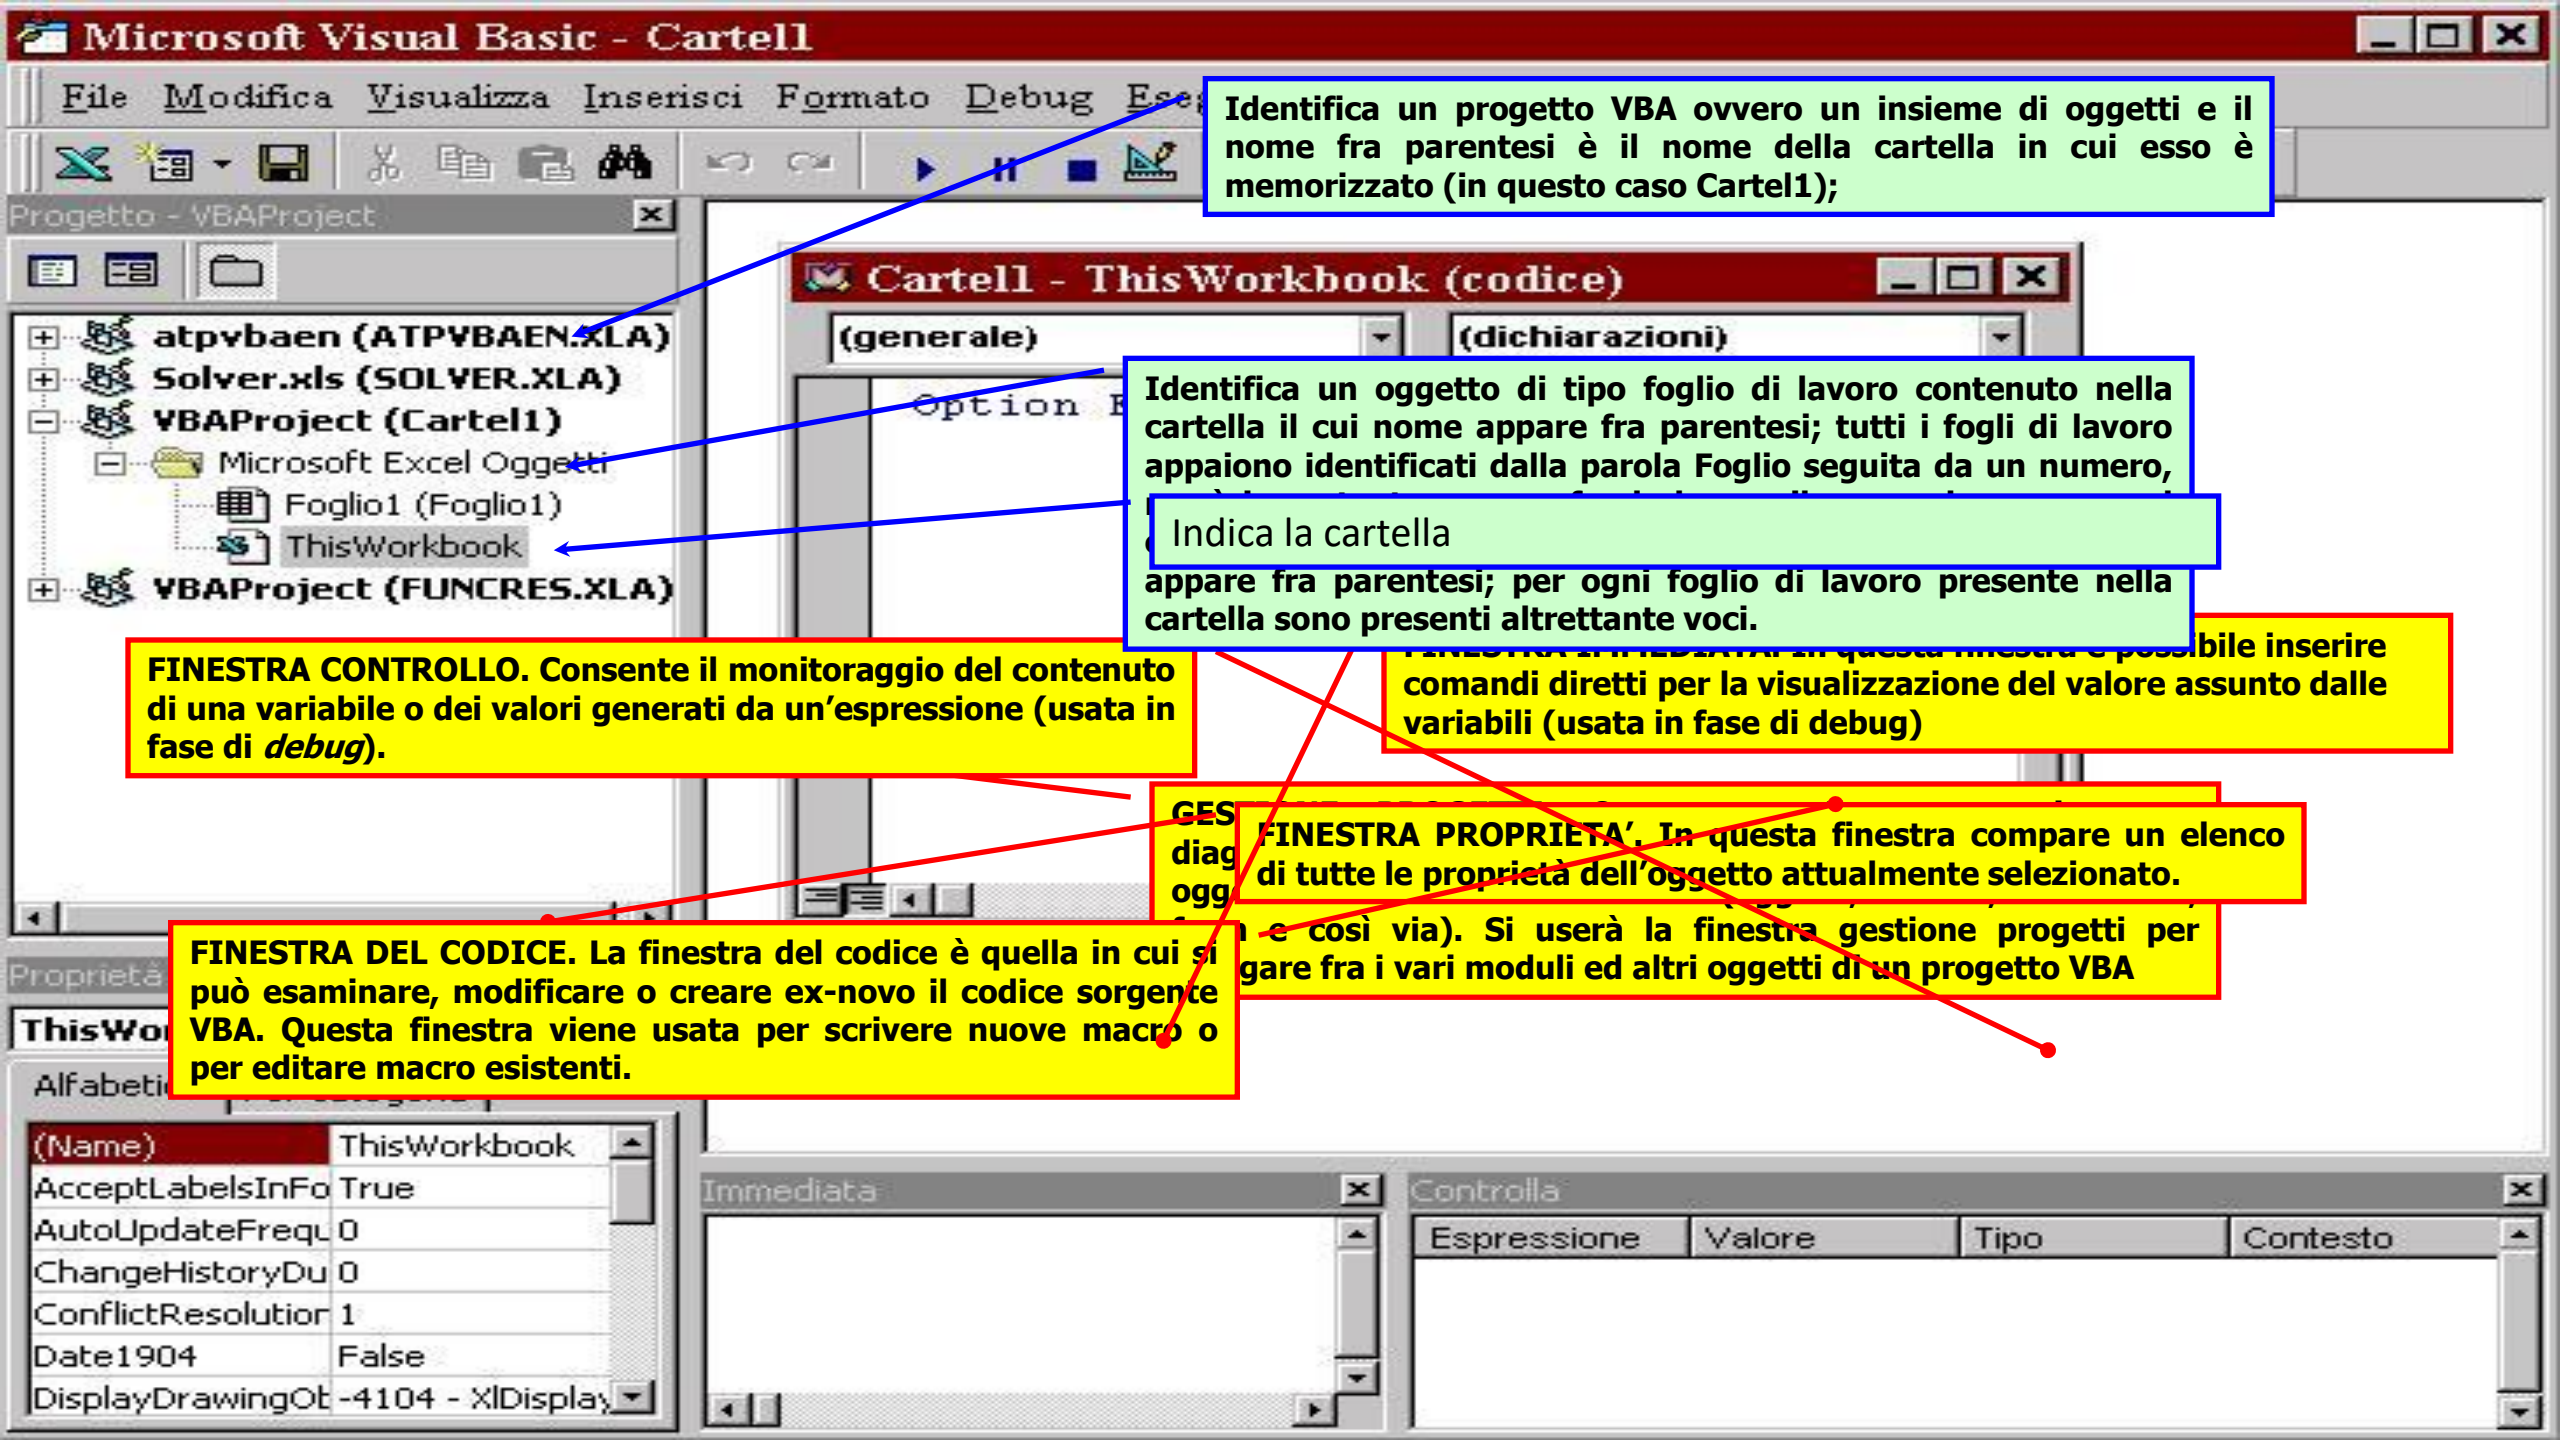 Microsoft Visual Basic - Cartel1
File Modifica Visualizza Inserisci Formato Debug
Identifica un progetto VBA ovvero un insieme di oggetti e il
nome fra parentesi è il nome della cartella in cui esso è
memorizzato (in questo caso Cartel1);
Progetto - VBAProject
atpvbaen (ATPVBAEN.XLA)
Solver.xls (SOLVER.XLA)
VBAProject (Cartel1)
Microsoft Excel Oggetti
Foglio1 (Foglio1)
ThisWorkbook
VBAProject (FUNCRES.XLA)
Cartel1 - ThisWorkbook (codice)
(generale) (dichiarazioni)
Option
Identifica un oggetto di tipo foglio di lavoro contenuto nella
cartella il cui nome appare fra parentesi; tutti i fogli di lavoro
appaiono identificati dalla parola Foglio seguita da un numero,
Indica la cartella
appare fra parentesi; per ogni foglio di lavoro presente nella
cartella sono presenti altrettante voci.
FINESTRA CONTROLLO. Consente il monitoraggio del contenuto
di una variabile o dei valori generati da un’espressione (usata in
fase di debug).
FINESTRA IMMEDIATA. In questa finestra è possibile inserire
comandi diretti per la visualizzazione del valore assunto dalle
variabili (usata in fase di debug)
FINESTRA PROPRIETA’. In questa finestra compare un elenco
di tutte le proprietà dell’oggetto attualmente selezionato.
e così via). Si userà la finestra gestione progetti per
fra i vari moduli ed altri oggetti di un progetto VBA
FINESTRA DEL CODICE. La finestra del codice è quella in cui si
può esaminare, modificare o creare ex-novo il codice sorgente
VBA. Questa finestra viene usata per scrivere nuove macro o
per editare macro esistenti.
Proprietà
(Name) ThisWorkbook
AcceptLabelsInFo True
AutoUpdateFrequ 0
ChangeHistoryDu 0
ConflictResolution 1
Date1904 False
DisplayDrawingOb -4104 - XlDisplay
Immediata
Controlla
Espressione Valore Tipo Contesto